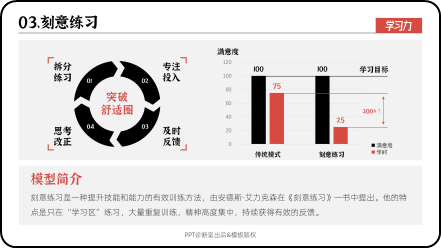 03.刻意练习
学习力
拆分
练习
专注
投入
思考
改正
及时
反馈
01
02
03
04
突破
舒适圈
满意度
120
100
80
60
40
20
0
100
75
100
25
学习目标
200%↑
传统模式
刻意练习
满意度
学时
模型简介
刻意练习是一种提升技能和能力的有效训练方法，由安德斯·艾力克森在《刻意练习》一书中提出。他的特
点是只在“学习区”练习，大量重复训练，精神高度集中，持续获得有效的反馈。
PPT@新室出品&模板版权